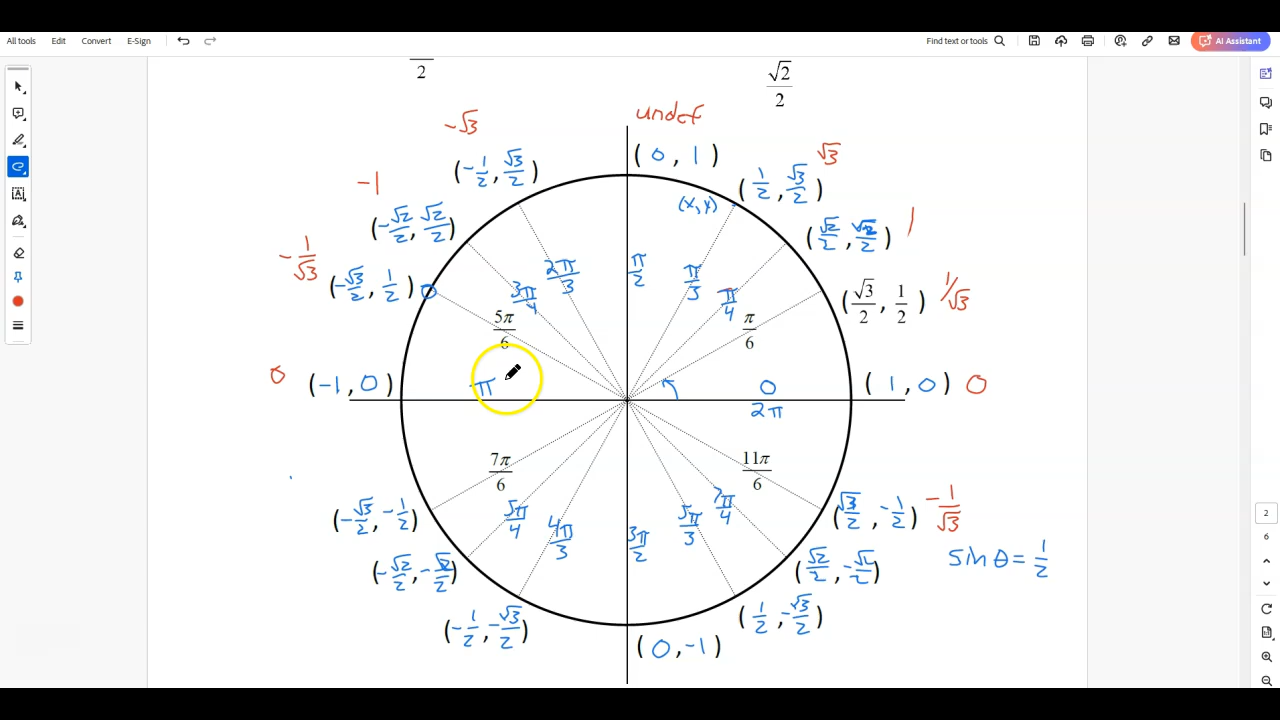 All tools Edit Convert E-Sign Find text or tools AI Assistant
2
√2/2
-√3 undef
(-1/2, √3/2) (0, 1) (1/2, √3/2) √3
-1 (-√2/2, √2/2) (x,y) (√2/2, √2/2) 1
-1/√3 (-√3/2, 1/2) 3π/4 2π/3 π/2 π/3 π/4 (√3/2, 1/2) 1/√3
5π/6 π/6
0 (-1, 0) π 0 (1, 0) 0
2π
7π/6 11π/6
(-√3/2, -1/2) 5π/4 4π/3 3π/2 5π/3 7π/4 (√3/2, -1/2) -1/√3
sin θ = 1/2
(-√2/2, -√2/2) (√2/2, -√2/2)
(-1/2, -√3/2) (0, -1) (1/2, -√3/2)
2
6